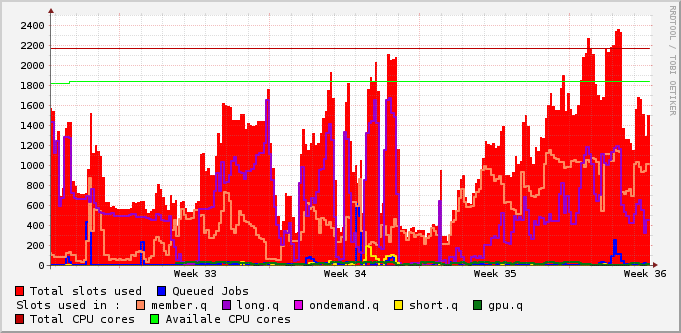 2400
2200
2000
1800
1600
1400
1200
1000
800
600
400
200
0
Week 33 Week 34 Week 35 Week 36
RRDTOOL / TOBI OETIKER
Total slots used Queued Jobs
Slots used in : member.q long.q ondemand.q short.q gpu.q
Total CPU cores Availale CPU cores